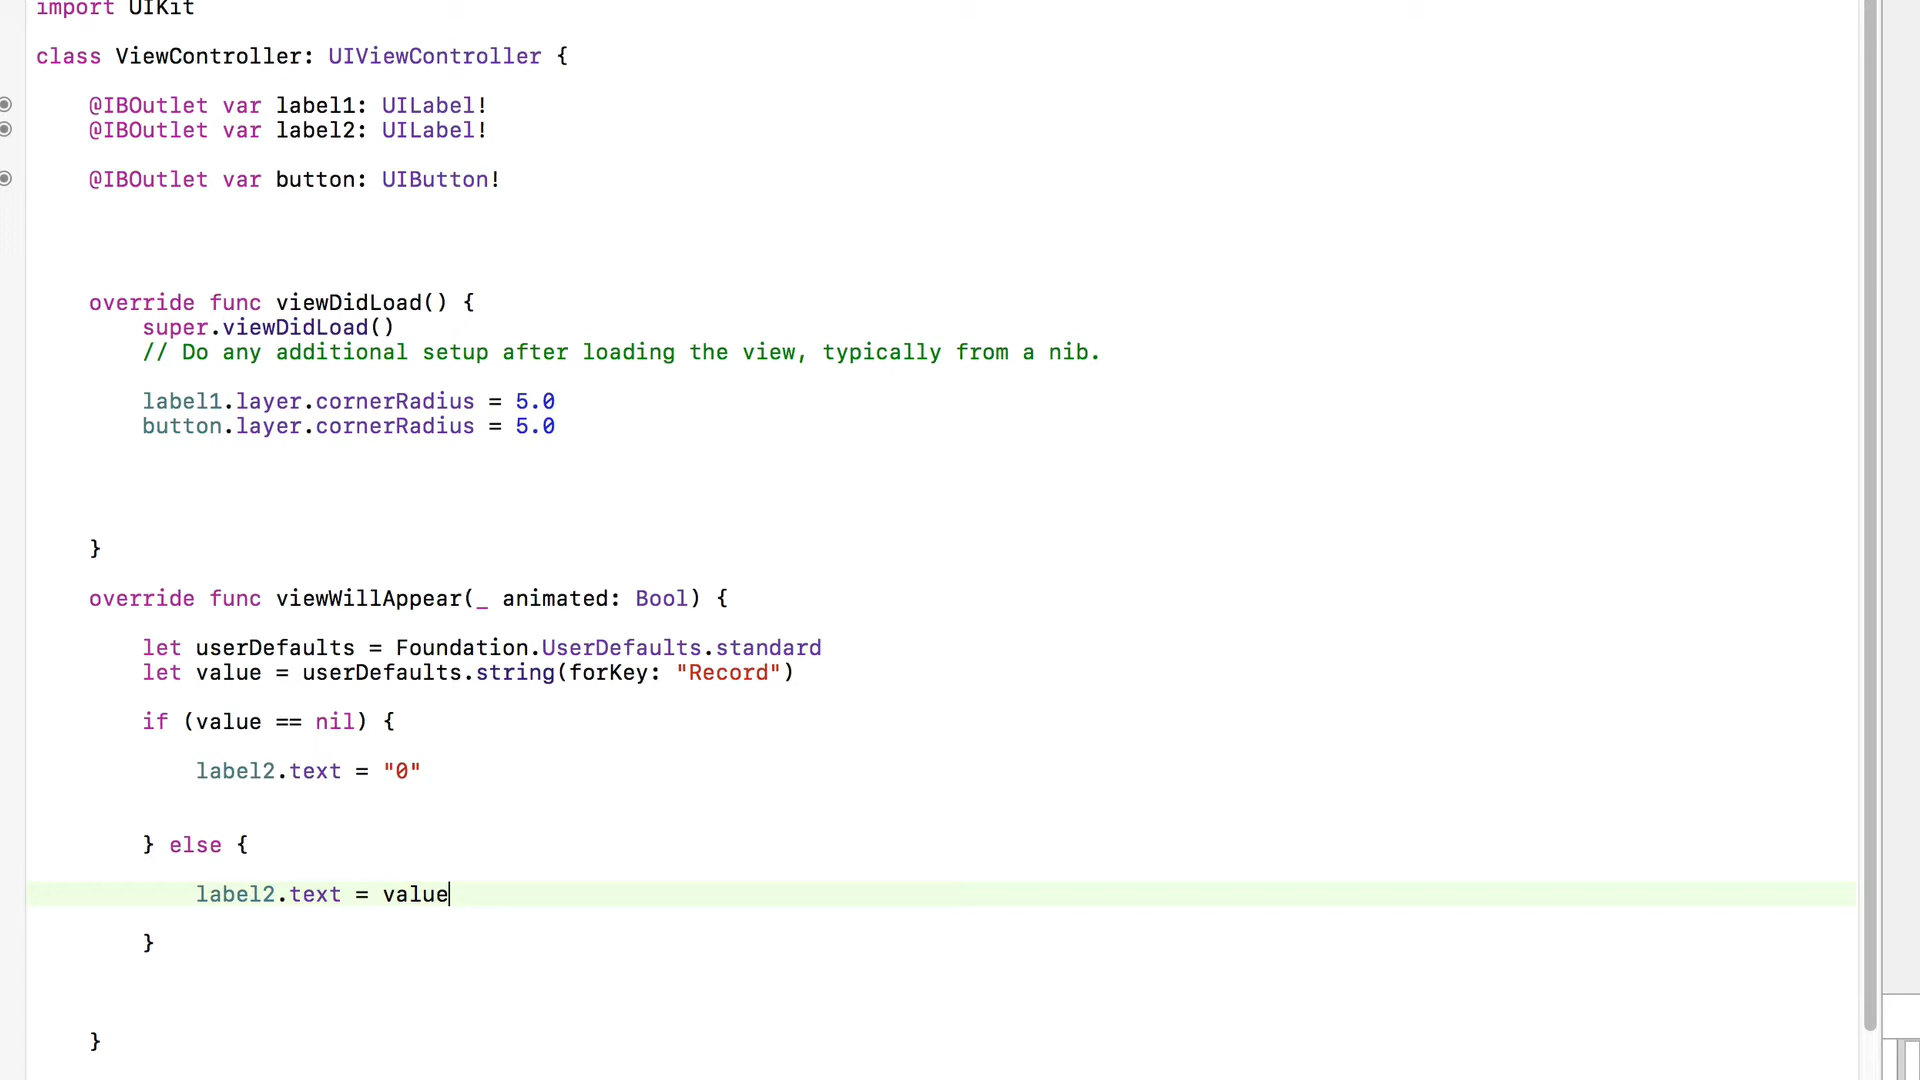 import UIKit
class ViewController: UIViewController {
@IBOutlet var label1: UILabel!
@IBOutlet var label2: UILabel!
@IBOutlet var button: UIButton!
override func viewDidLoad() {
super.viewDidLoad()
// Do any additional setup after loading the view, typically from a nib.
label1.layer.cornerRadius = 5.0
button.layer.cornerRadius = 5.0
}
override func viewWillAppear(_ animated: Bool) {
let userDefaults = Foundation.UserDefaults.standard
let value = userDefaults.string(forKey: "Record")
if (value == nil) {
label2.text = "0"
} else {
label2.text = value
}
}